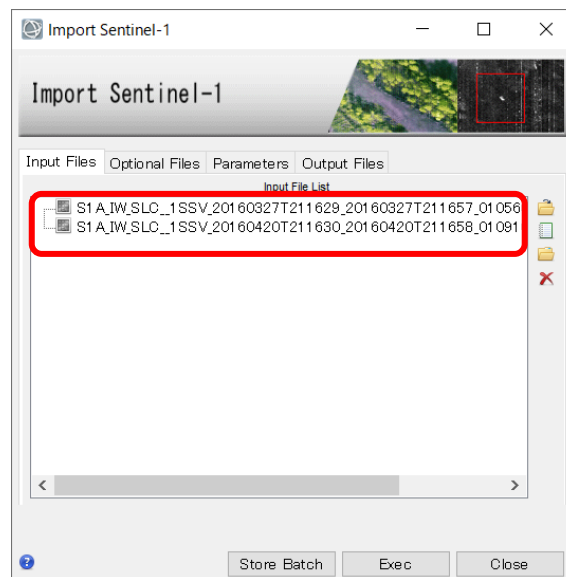 Import Sentinel-1
Import Sentinel-1
Input Files Optional Files Parameters Output Files
Input File List
S1A_IW_SLC__1SSV_20160327T211629_20160327T211657_01056
S1A_IW_SLC__1SSV_20160420T211630_20160420T211658_01091
Store Batch Exec Close